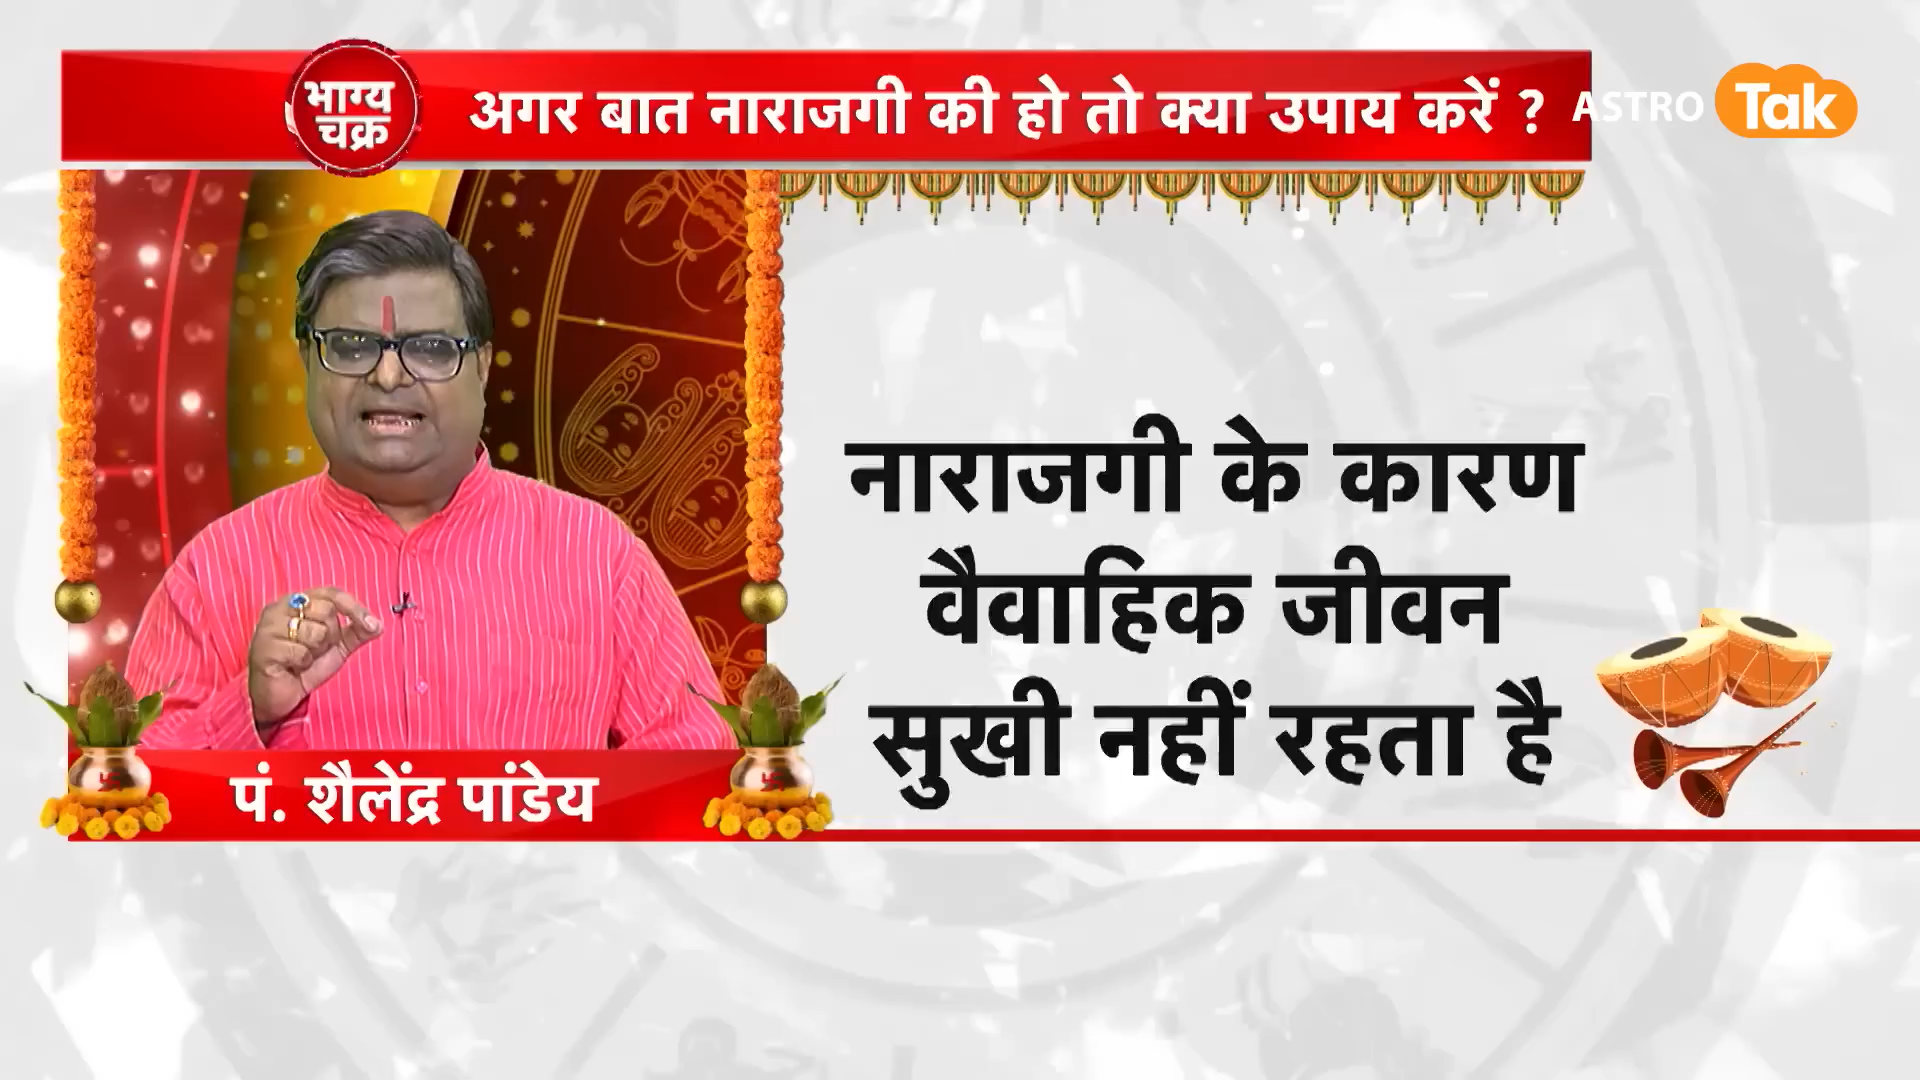 भाग्य
चक्र
अगर बात नाराजगी की हो तो क्या उपाय करें ?
ASTRO Tak
नाराजगी के कारण
वैवाहिक जीवन
सुखी नहीं रहता है
पं. शैलेंद्र पांडेय